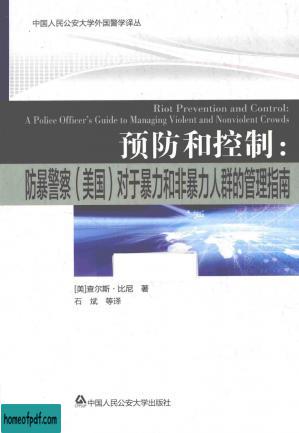 中国人民公安大学外国警学译丛
Riot Prevention and Control:
A Police Officer's Guide to Managing Violent and Nonviolent Crowds
预防和控制：
防暴警察（美国）对于暴力和非暴力人群的管理指南
[美]查尔斯·比尼 著
石 斌 等译
中国人民公安大学出版社
homeofpdf.com